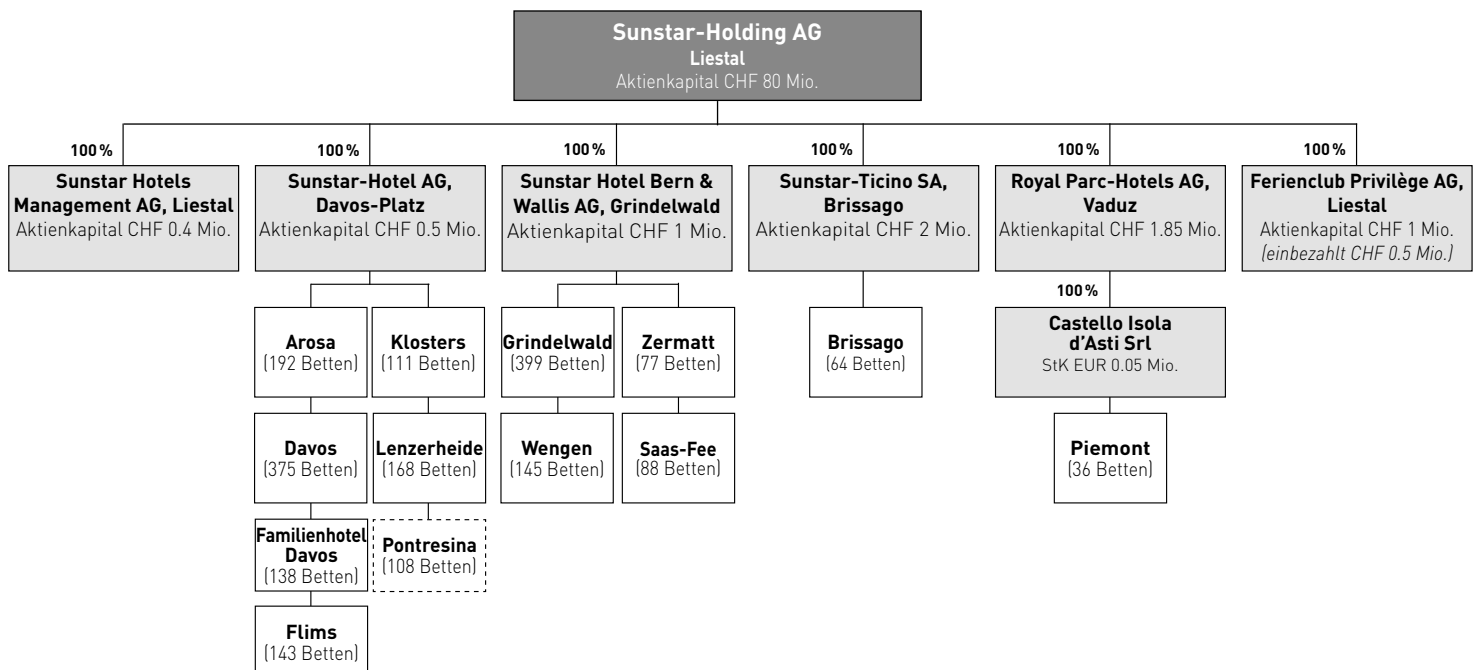 Sunstar-Holding AG
Liestal
Aktienkapital CHF 80 Mio.
100 %
Sunstar Hotels
Management AG, Liestal
Aktienkapital CHF 0.4 Mio.
100 %
Sunstar-Hotel AG,
Davos-Platz
Aktienkapital CHF 0.5 Mio.
100 %
Sunstar Hotel Bern &
Wallis AG, Grindelwald
Aktienkapital CHF 1 Mio.
100 %
Sunstar-Ticino SA,
Brissago
Aktienkapital CHF 2 Mio.
100 %
Royal Parc-Hotels AG,
Vaduz
Aktienkapital CHF 1.85 Mio.
100 %
Ferienclub Privilège AG,
Liestal
Aktienkapital CHF 1 Mio.
(einbezahlt CHF 0.5 Mio.)
Arosa
(192 Betten)
Klosters
(111 Betten)
Grindelwald
(399 Betten)
Zermatt
(77 Betten)
Brissago
(64 Betten)
100 %
Castello Isola
d'Asti Srl
StK EUR 0.05 Mio.
Davos
(375 Betten)
Lenzerheide
(168 Betten)
Wengen
(145 Betten)
Saas-Fee
(88 Betten)
Piemont
(36 Betten)
Familienhotel
Davos
(138 Betten)
Pontresina
(108 Betten)
Flims
(143 Betten)